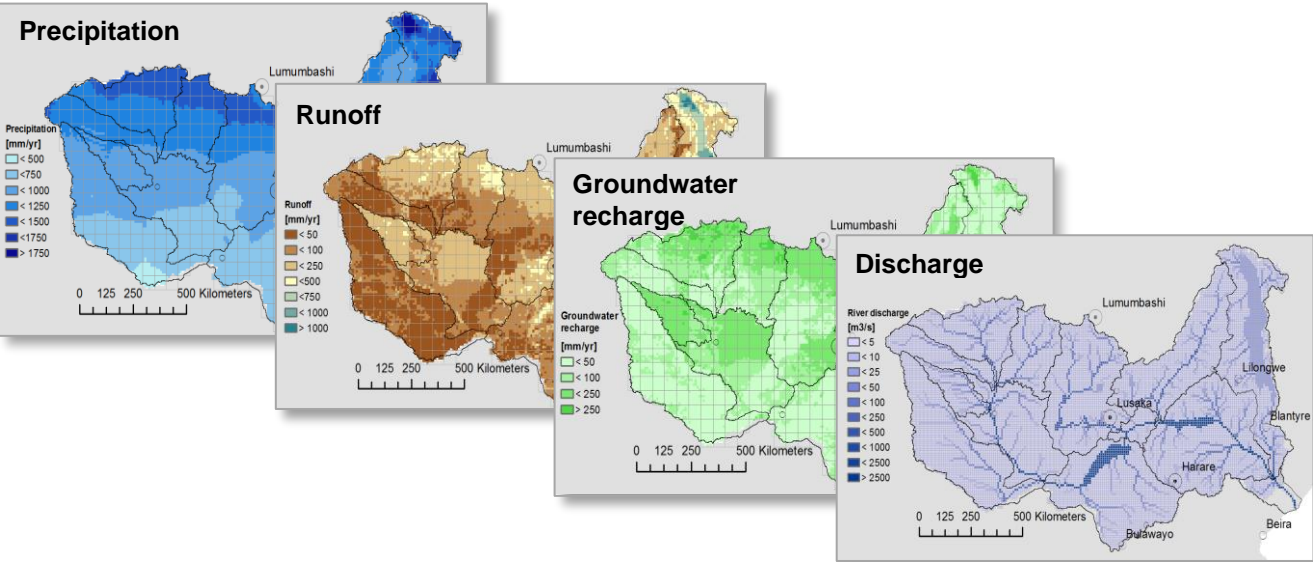 Precipitation
Lumumbashi
Precipitation
[mm/yr]
< 500
<750
< 1000
< 1250
< 1500
<1750
> 1750
0 125 250 500 Kilometers
Runoff
Lumumbashi
Runoff
[mm/yr]
< 50
< 100
< 250
<500
<750
< 1000
> 1000
0 125 250 500 Kilometers
Groundwater
recharge
Lumumbashi
Groundwater
recharge
[mm/yr]
< 50
< 100
< 250
> 250
0 125 250 500 Kilometers
Discharge
Lumumbashi
River discharge
[m3/s]
< 5
< 10
< 25
< 50
< 100
< 250
< 500
< 1000
< 2500
> 2500
Lilongwe
Lusaka
Blantyre
Harare
0 125 250 500 Kilometers
Beira
Bulawayo